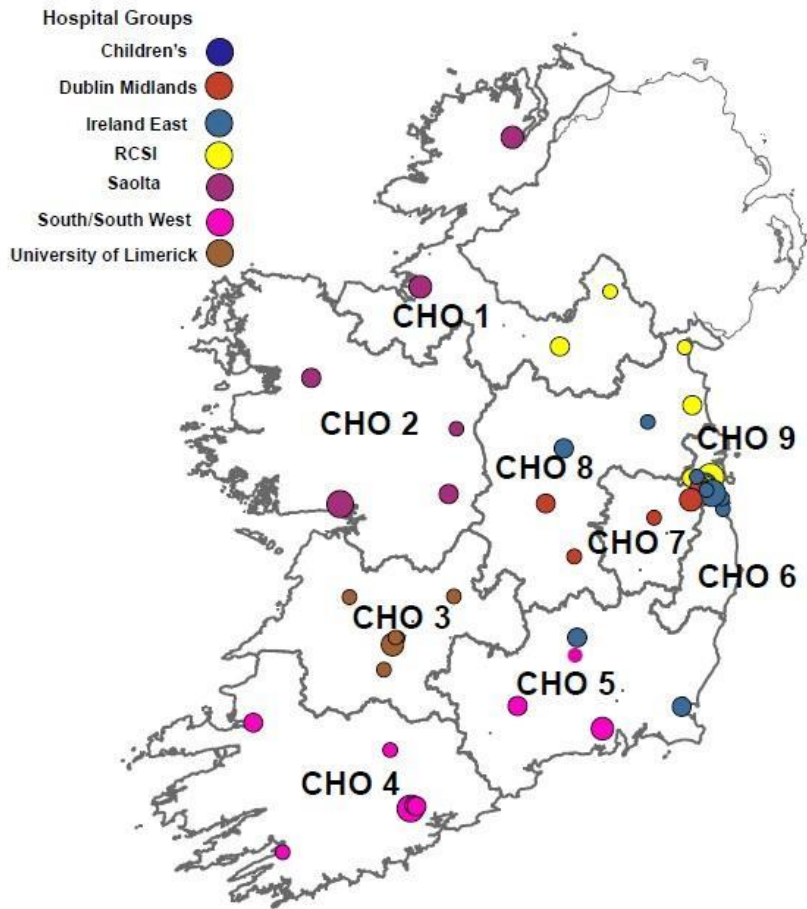 Hospital Groups
Children's
Dublin Midlands
Ireland East
RCSI
Saolta
South/South West
University of Limerick
CHO 1
CHO 2
CHO 9
CHO 8
CHO 7
CHO 6
CHO 3
CHO 5
CHO 4